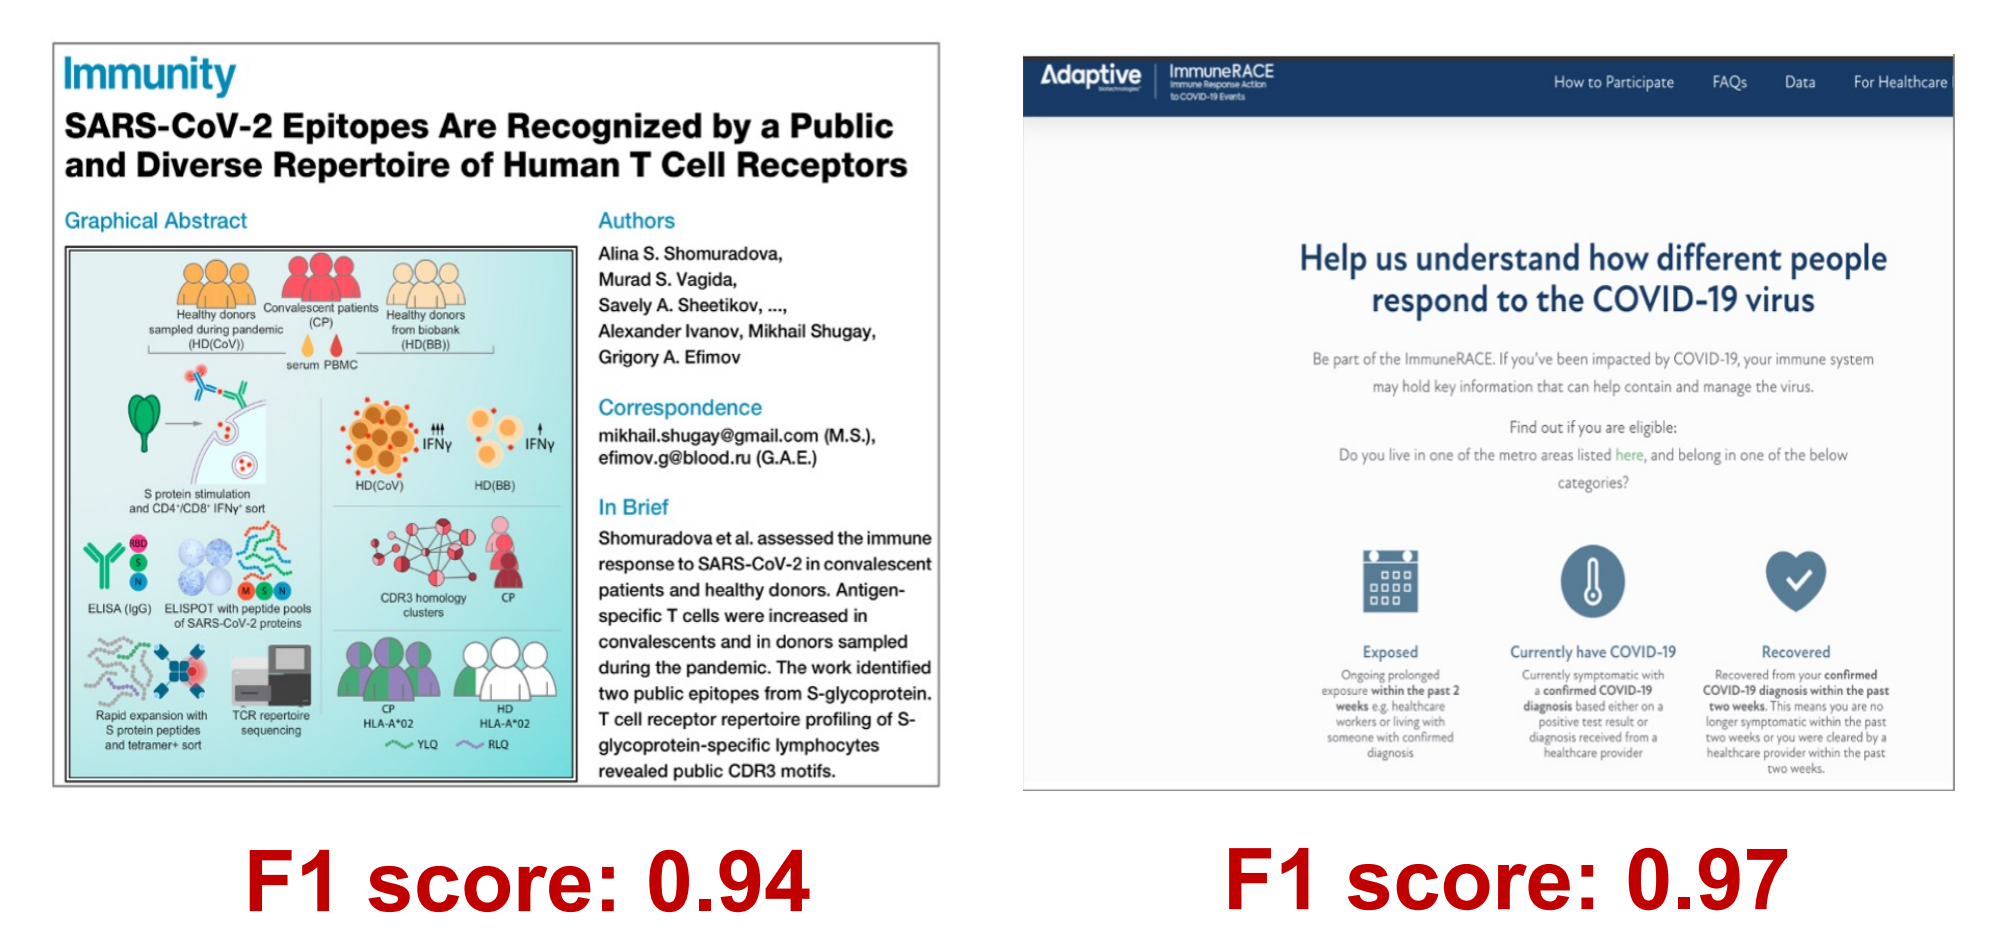 Immunity
SARS-CoV-2 Epitopes Are Recognized by a Public
and Diverse Repertoire of Human T Cell Receptors
Graphical Abstract
Healthy donors
sampled during pandemic
(HD(CoV))
Convalescent patients
(CP)
Healthy donors
from biobank
(HD(BB))
serum PBMC
S protein stimulation
and CD4⁺/CD8⁺ IFNγ⁺ sort
IFNγ
HD(CoV)
IFNγ
HD(BB)
RBD
S
N
ELISA (IgG)
M S N
ELISPOT with peptide pools
of SARS-CoV-2 proteins
CDR3 homology
clusters
CP
Rapid expansion with
S protein peptides
and tetramer+ sort
TCR repertoire
sequencing
CP
HLA-A*02
HD
HLA-A*02
YLQ
RLQ
Authors
Alina S. Shomuradova,
Murad S. Vagida,
Savely A. Sheetikov, ...,
Alexander Ivanov, Mikhail Shugay,
Grigory A. Efimov
Correspondence
mikhail.shugay@gmail.com (M.S.),
efimov.g@blood.ru (G.A.E.)
In Brief
Shomuradova et al. assessed the immune
response to SARS-CoV-2 in convalescent
patients and healthy donors. Antigen-
specific T cells were increased in
convalescents and in donors sampled
during the pandemic. The work identified
two public epitopes from S-glycoprotein.
T cell receptor repertoire profiling of S-
glycoprotein-specific lymphocytes
revealed public CDR3 motifs.
F1 score: 0.94
Adaptive
biotechnologies
ImmuneRACE
Immune Response Action
to COVID-19 Events
How to Participate
FAQs
Data
For Healthcare
Help us understand how different people
respond to the COVID-19 virus
Be part of the ImmuneRACE. If you've been impacted by COVID-19, your immune system
may hold key information that can help contain and manage the virus.
Find out if you are eligible:
Do you live in one of the metro areas listed here, and belong in one of the below
categories?
Exposed
Ongoing prolonged
exposure within the past 2
weeks e.g. healthcare
workers or living with
someone with confirmed
diagnosis
Currently have COVID-19
Currently symptomatic with
a confirmed COVID-19
diagnosis based either on a
positive test result or
diagnosis received from a
healthcare provider
Recovered
Recovered from your confirmed
COVID-19 diagnosis within the past
two weeks. This means you are no
longer symptomatic within the past
two weeks or you were cleared by a
healthcare provider within the past
two weeks.
F1 score: 0.97